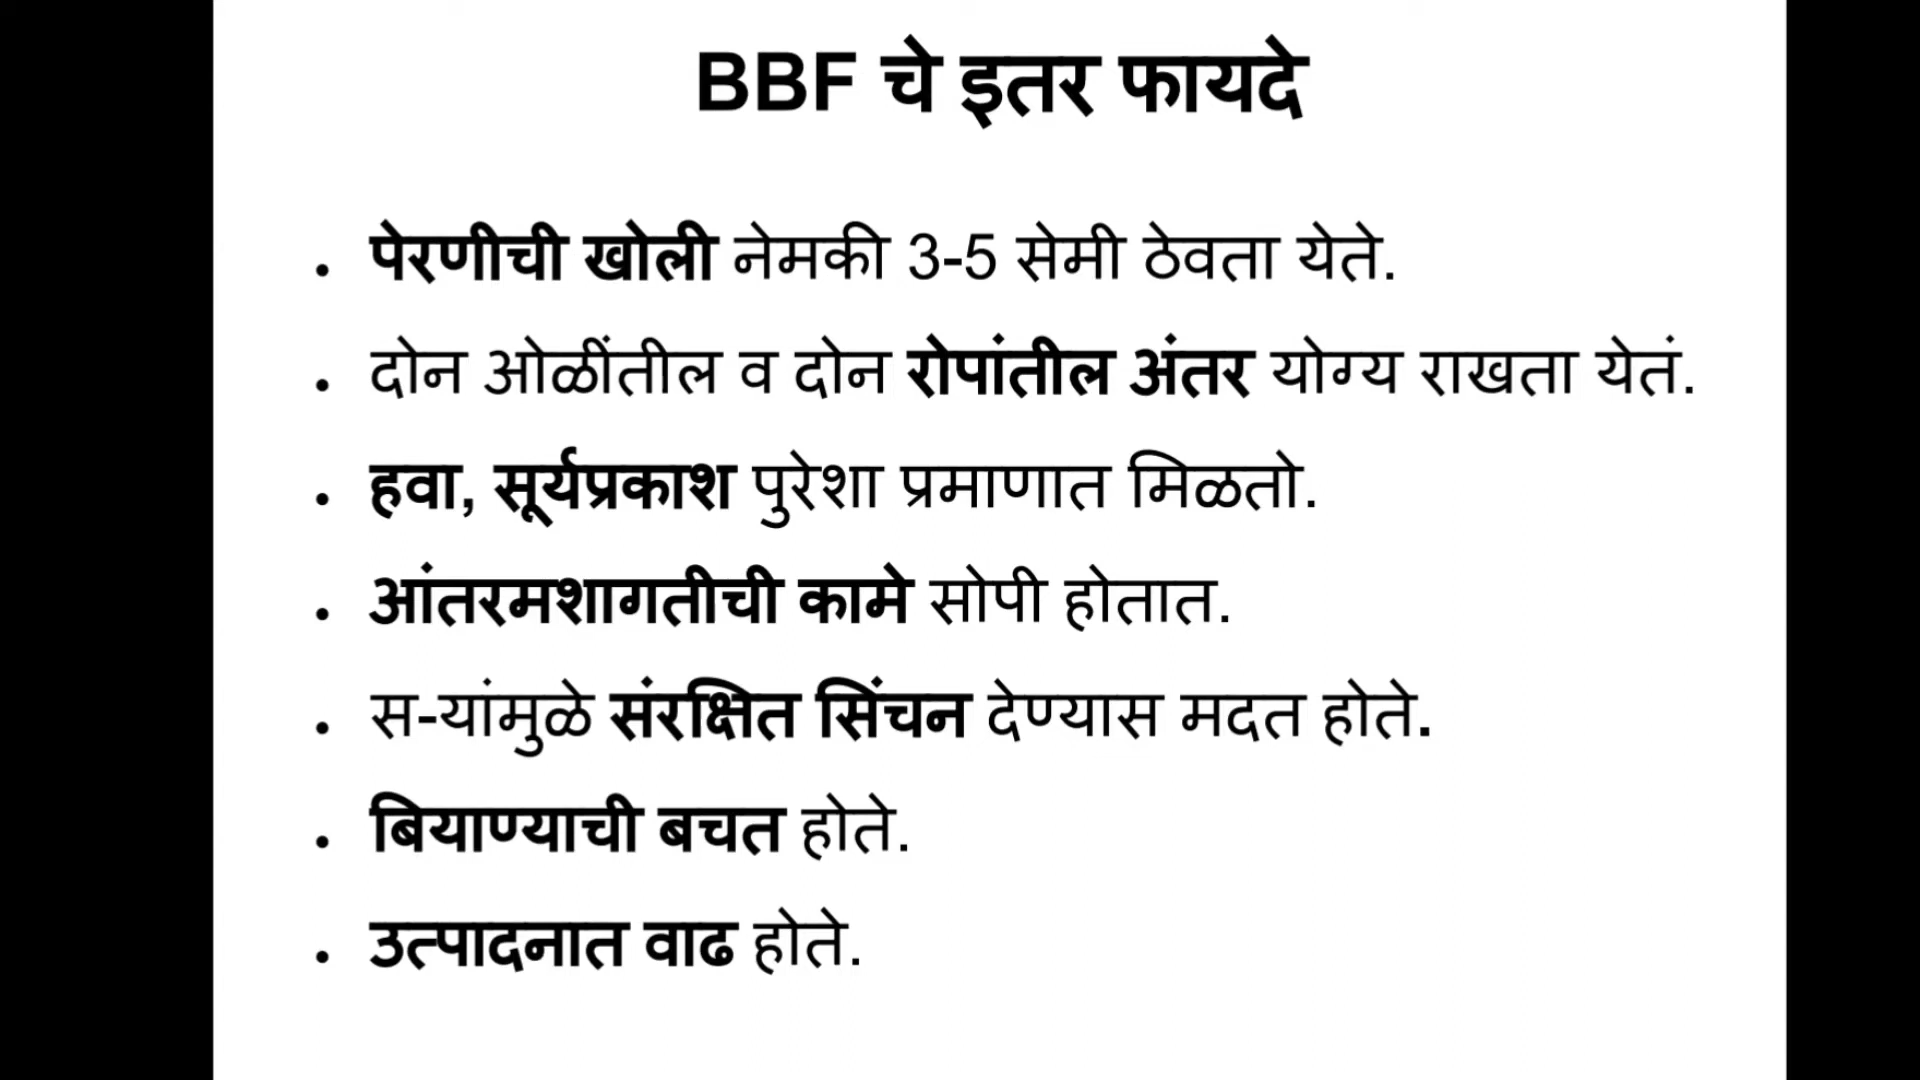 BBF चे इतर फायदे
• पेरणीची खोली नेमकी 3-5 सेमी ठेवता येते.
• दोन ओळींतील व दोन रोपांतील अंतर योग्य राखता येतं.
• हवा, सूर्यप्रकाश पुरेशा प्रमाणात मिळतो.
• आंतरमशागतीची कामे सोपी होतात.
• स-यांमुळे संरक्षित सिंचन देण्यास मदत होते.
• बियाण्याची बचत होते.
• उत्पादनात वाढ होते.